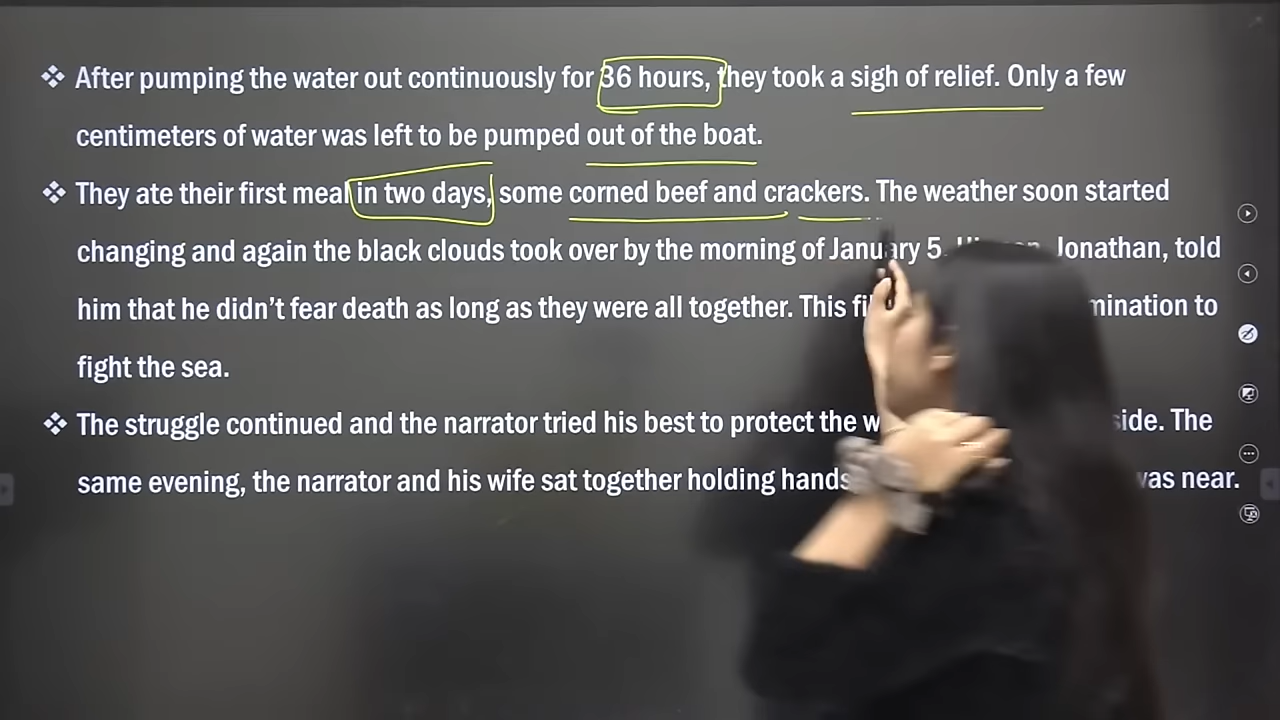 ❖ After pumping the water out continuously for 36 hours, they took a sigh of relief. Only a few
centimeters of water was left to be pumped out of the boat.
❖ They ate their first meal in two days, some corned beef and crackers. The weather soon started
changing and again the black clouds took over by the morning of January 5. Jonathan, told
him that he didn't fear death as long as they were all together. This to
fight the sea.
❖ The struggle continued and the narrator tried his best to protect the The
same evening, the narrator and his wife sat together holding hands was near.